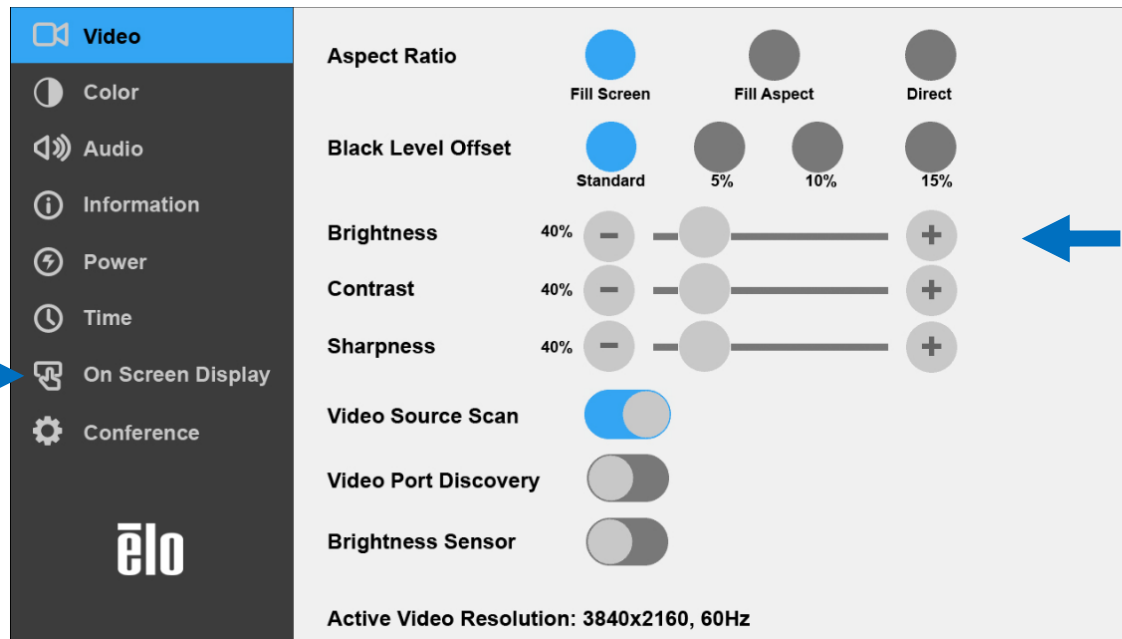 Video
Color
Audio
Information
Power
Time
On Screen Display
Conference
ēlo
Aspect Ratio
Fill Screen Fill Aspect Direct
Black Level Offset
Standard 5% 10% 15%
Brightness 40% - +
Contrast 40% - +
Sharpness 40% - +
Video Source Scan
Video Port Discovery
Brightness Sensor
Active Video Resolution: 3840x2160, 60Hz